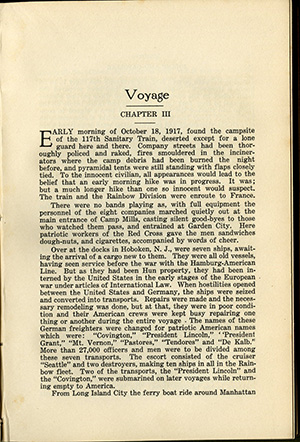 Voyage
CHAPTER III
EARLY morning of October 18, 1917, found the campsite
of the 117th Sanitary Train, deserted except for a lone
guard here and there. Company streets had been thor-
oughly policed and raked, fires smouldered in the inciner-
ators where the camp debris had been burned the night
before, and pyramidal tents were still standing with flaps closely
tied. To the innocent civilian, all appearances would lead to the
belief that an early morning hike was in progress. It was;
but a much longer hike than one so innocent would suspect.
The train and the Rainbow Division were enroute to France.
There were no bands playing as, with full equipment the
personnel of the eight companies marched quietly out at the
main entrance of Camp Mills, casting silent good-byes to those
who watched them pass, and entrained at Garden City. Here
patriotic workers of the Red Cross gave the men sandwiches
dough-nuts, and cigarettes, accompanied by words of cheer.
Over at the docks in Hoboken, N. J., were seven ships, await-
ing the arrival of a cargo new to them. They were all old vessels,
having seen service before the war with the Hamburg-American
Line. But as they had been Hun property, they had been in-
terned by the United States in the early stages of the European
war under articles of International Law. When hostilities opened
between the United States and Germany, the ships were seized
and converted into transports. Repairs were made and the neces-
sary remodeling was done, but at that, they were in poor condi-
tion and their American crews were kept busy repairing one
thing or another during the entire voyage . The names of these
German freighters were changed for patriotic American names
which were: "Covington," "President Lincoln," "President
Grant," "Mt. Vernon," "Pastores," "Tendores" and "De Kalb."
More than 27,000 officers and men were to be divided among
these seven transports. The escort consisted of the cruiser
"Seattle" and two destroyers, making ten ships in all in the Rain-
bow fleet. Two of the transports, the "President Lincoln" and
the "Covington," were submarined on later voyages while return-
ing empty to America.
From Long Island City the ferry boat ride around Manhattan